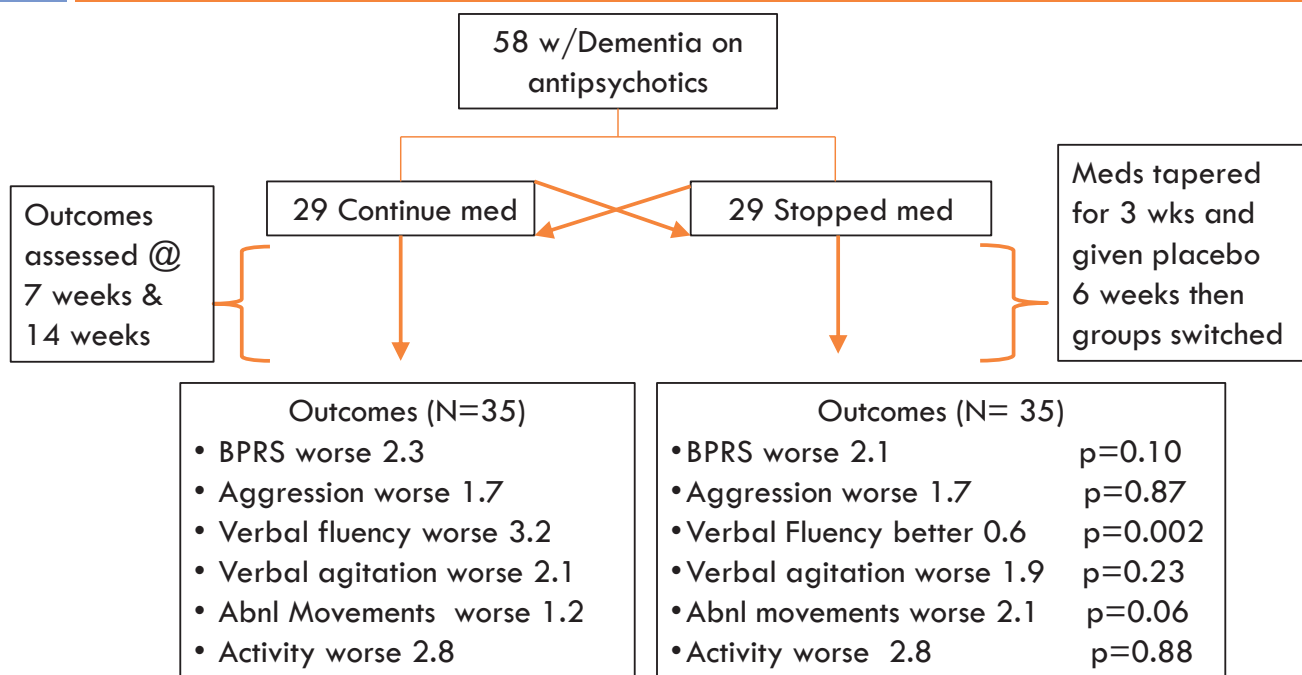 58 w/Dementia on
antipsychotics
29 Continue med
29 Stopped med
Outcomes
assessed @
7 weeks &
14 weeks
Meds tapered
for 3 wks and
given placebo
6 weeks then
groups switched
Outcomes (N=35)
• BPRS worse 2.3
• Aggression worse 1.7
• Verbal fluency worse 3.2
• Verbal agitation worse 2.1
• Abnl Movements worse 1.2
• Activity worse 2.8
Outcomes (N= 35)
• BPRS worse 2.1 p=0.10
• Aggression worse 1.7 p=0.87
• Verbal Fluency better 0.6 p=0.002
• Verbal agitation worse 1.9 p=0.23
• Abnl movements worse 2.1 p=0.06
• Activity worse 2.8 p=0.88